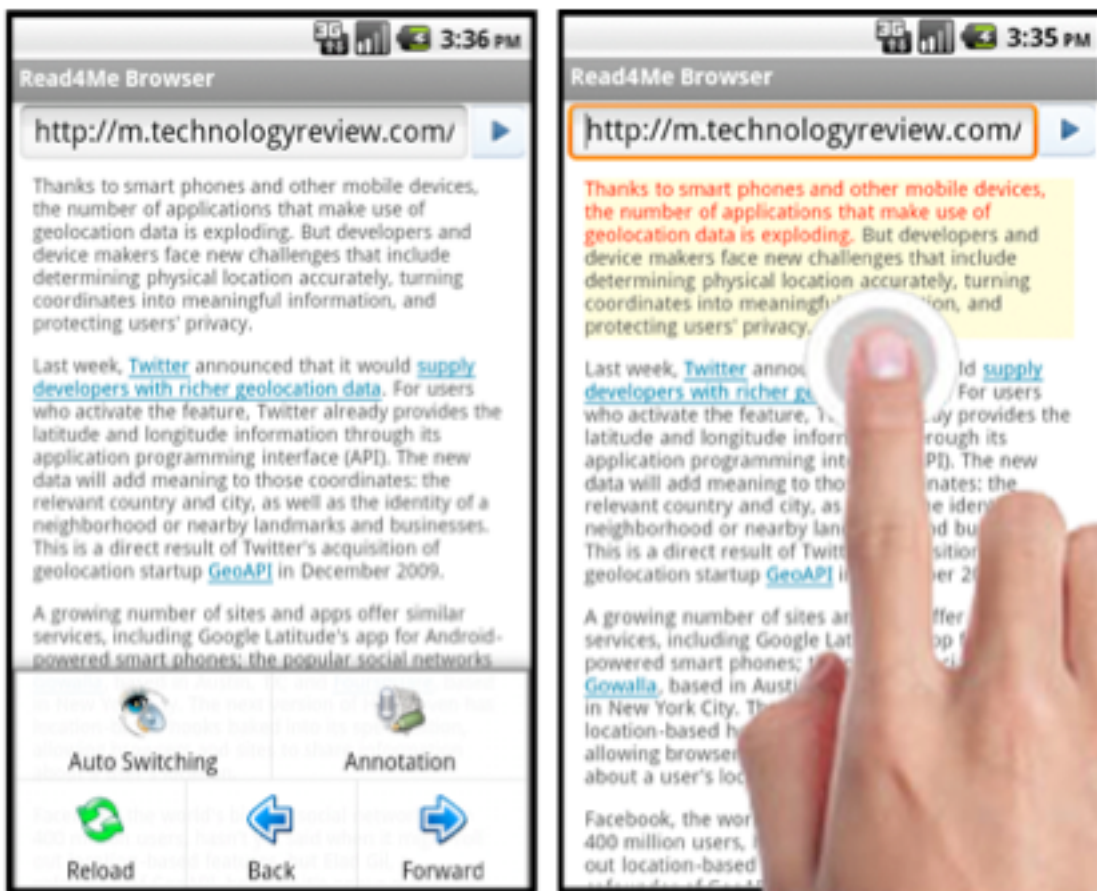 3G 3:36 PM
Read4Me Browser
http://m.technologyreview.com/
Thanks to smart phones and other mobile devices,
the number of applications that make use of
geolocation data is exploding. But developers and
device makers face new challenges that include
determining physical location accurately, turning
coordinates into meaningful information, and
protecting users' privacy.
Last week, Twitter announced that it would supply
developers with richer geolocation data. For users
who activate the feature, Twitter already provides the
latitude and longitude information through its
application programming interface (API). The new
data will add meaning to those coordinates: the
relevant country and city, as well as the identity of a
neighborhood or nearby landmarks and businesses.
This is a direct result of Twitter's acquisition of
geolocation startup GeoAPI in December 2009.
A growing number of sites and apps offer similar
services, including Google Latitude's app for Android-
powered smart phones; the popular social networks
Auto Switching Annotation
Reload Back Forward
3G 3:35 PM
Read4Me Browser
http://m.technologyreview.com/
Thanks to smart phones and other mobile devices,
the number of applications that make use of
geolocation data is exploding. But developers and
device makers face new challenges that include
determining physical location accurately, turning
coordinates into meaningful and
protecting users' privacy.
Last week, Twitter supply
developers with richer For users
who activate the feature, provides the
latitude and longitude its
application programming The new
data will add meaning to the
relevant country and city, as
neighborhood or nearby
This is a direct result of
geolocation startup GeoAPI
A growing number of sites
services, including Google
powered smart phones;
Gowalla, based in
in New York City.
location-based
allowing
about a user's
Facebook, the
400 million users,
out location-based